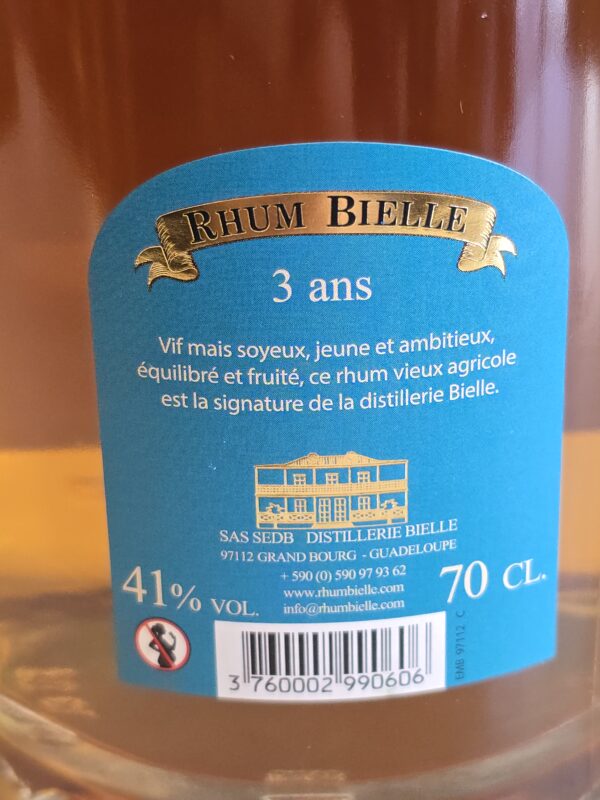 RHUM BIELLE
3 ans
Vif mais soyeux, jeune et ambitieux,
équilibré et fruité, ce rhum vieux agricole
est la signature de la distillerie Bielle.
SAS SEDB DISTILLERIE BIELLE
97112 GRAND BOURG - GUADELOUPE
+ 590 (0) 590 97 93 62
www.rhumbielle.com
info@rhumbielle.com
41% VOL.
70 CL.
EMB 97112 C
3 760002 990606